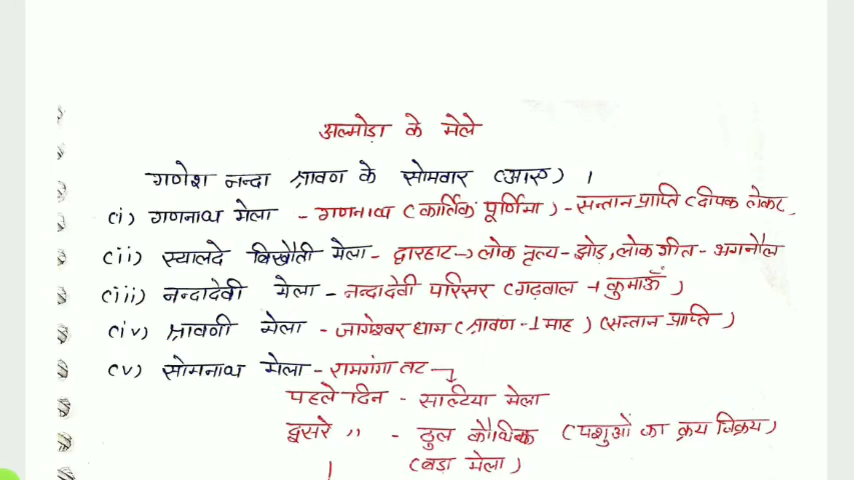 अल्मोड़ा के मेले
गणेश नन्दा श्रावण के सोमवार (आरु) ।
(i) गणनाथ मेला - गणनाथ (कार्तिक पूर्णिमा) - सन्तान प्राप्ति (दीपक लेकर,
(ii) स्यालदे बिखौती मेला - द्वारहाट → लोक नृत्य - झोड़, लोक गीत - भगनौल
(iii) नन्दादेवी मेला - नन्दादेवी परिसर (गढ़वाल + कुमाऊँ)
(iv) श्रावणी मेला - जागेश्वर धाम (श्रावण - 1 माह) (सन्तान प्राप्ति)
(v) सोमनाथ मेला - रामगंगा तट →
पहले दिन - साल्टिया मेला
दूसरे ,, - ठुल कौथिक (पशुओं का क्रय विक्रय)
(बड़ा मेला)